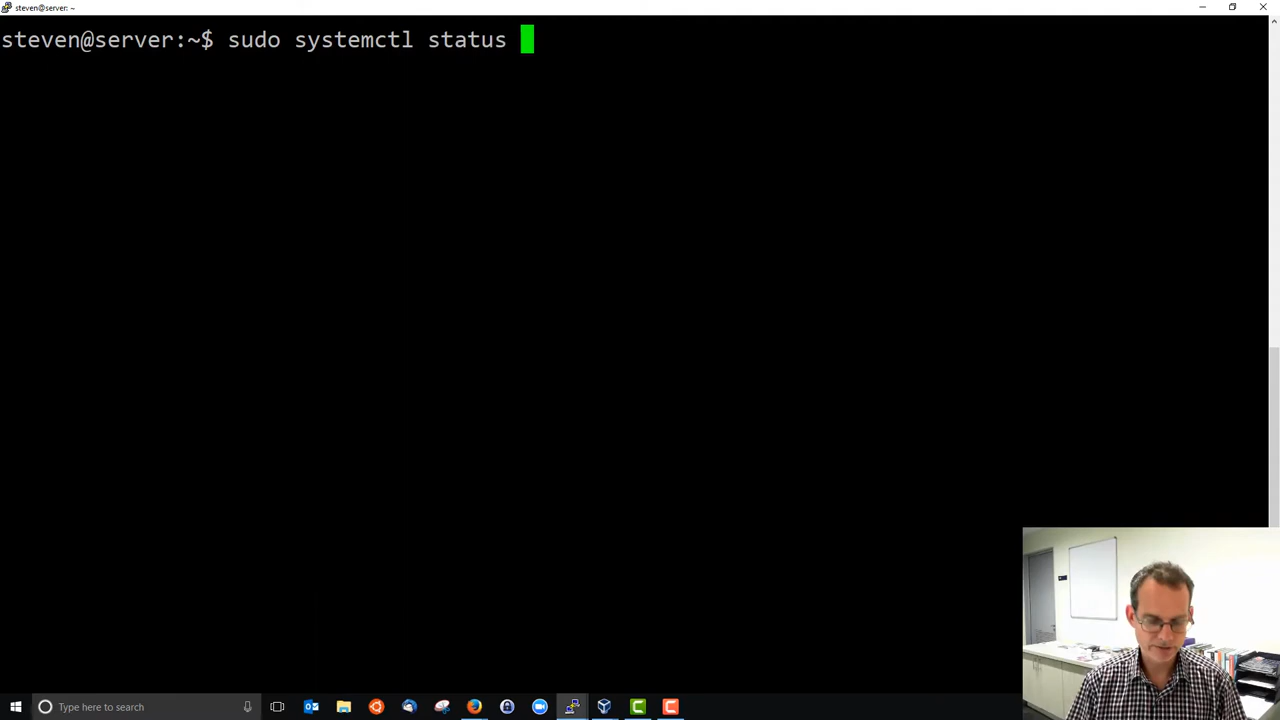 steven@server: ~
steven@server:~$ sudo systemctl status
Type here to search